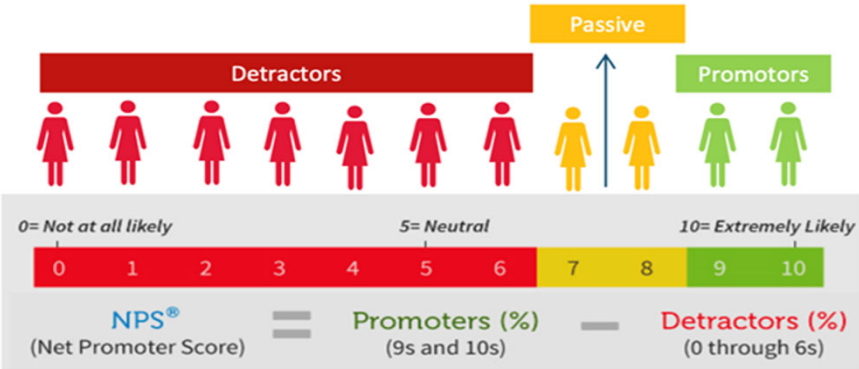 Passive
Detractors
Promotors
0= Not at all likely
5= Neutral
10= Extremely Likely
0 1 2 3 4 5 6 7 8 9 10
NPS® = Promoters (%) − Detractors (%)
(Net Promoter Score) (9s and 10s) (0 through 6s)